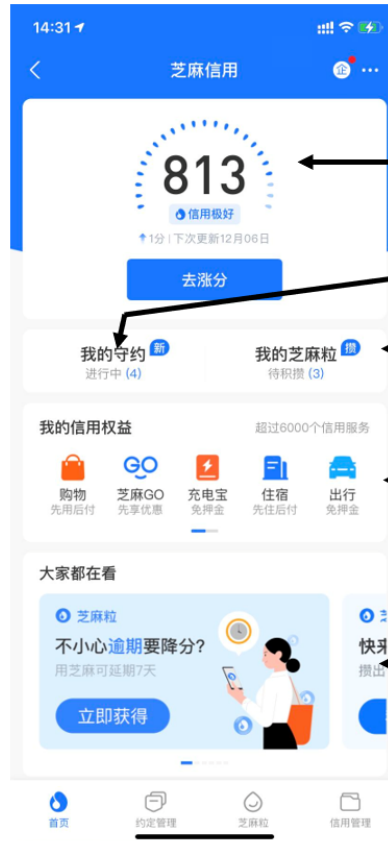 14:31
芝麻信用
企
813
信用极好
1分 | 下次更新12月06日
去涨分
我的守约 新
进行中 (4)
我的芝麻粒 攒
待积攒 (3)
我的信用权益
超过6000个信用服务
GO
购物
先用后付
芝麻GO
先享优惠
充电宝
免押金
住宿
先住后付
出行
免押金
大家都在看
芝麻粒
不小心逾期要降分?
用芝麻可延期7天
立即获得
快来
攒出
首页
约定管理
芝麻粒
信用管理